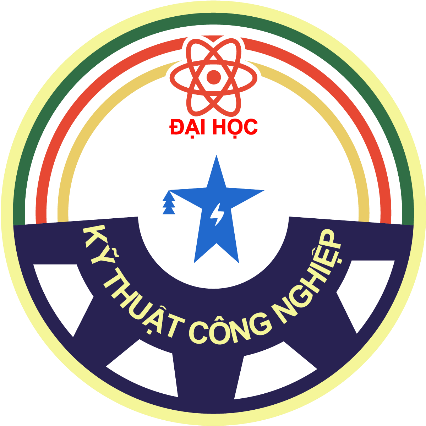 ĐẠI HỌC
KỸ THUẬT CÔNG NGHIỆP